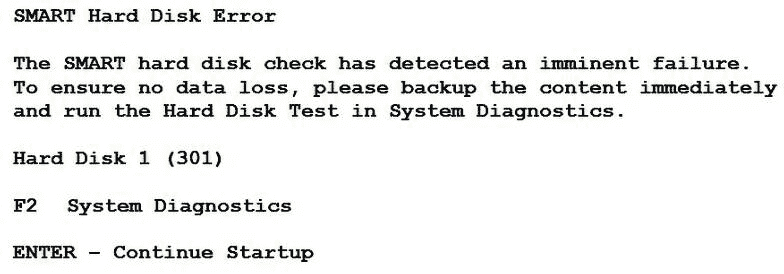 SMART Hard Disk Error
The SMART hard disk check has detected an imminent failure.
To ensure no data loss, please backup the content immediately
and run the Hard Disk Test in System Diagnostics.
Hard Disk 1 (301)
F2 System Diagnostics
ENTER – Continue Startup